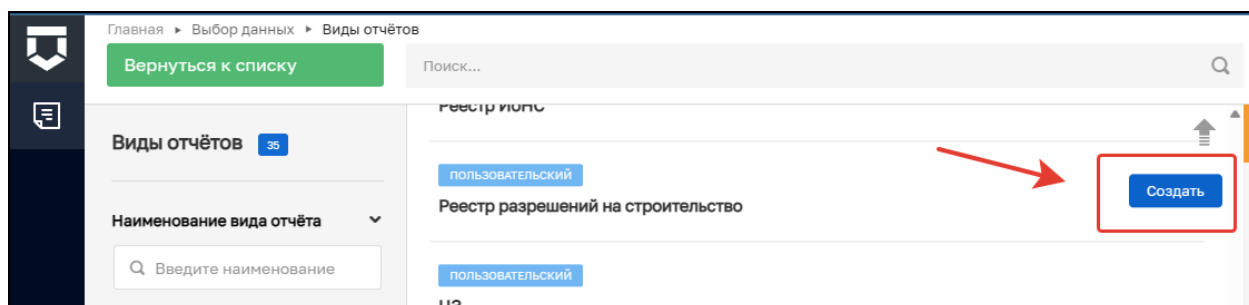 Главная ▸ Выбор данных ▸ Виды отчётов
Вернуться к списку
Поиск...
Виды отчётов 35
Наименование вида отчёта
Введите наименование
Реестр ИОНС
ПОЛЬЗОВАТЕЛЬСКИЙ
Реестр разрешений на строительство
Создать
ПОЛЬЗОВАТЕЛЬСКИЙ